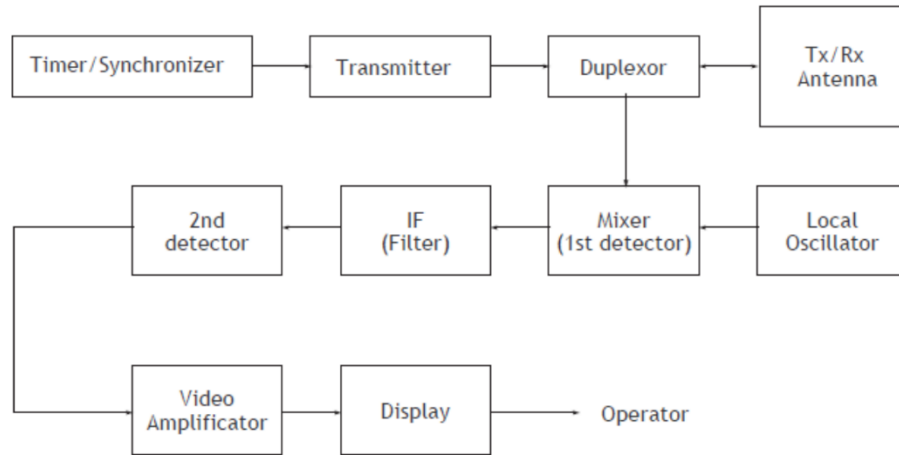 Timer/Synchronizer
Transmitter
Duplexor
Tx/Rx
Antenna
2nd
detector
IF
(Filter)
Mixer
(1st detector)
Local
Oscillator
Video
Amplificator
Display
Operator